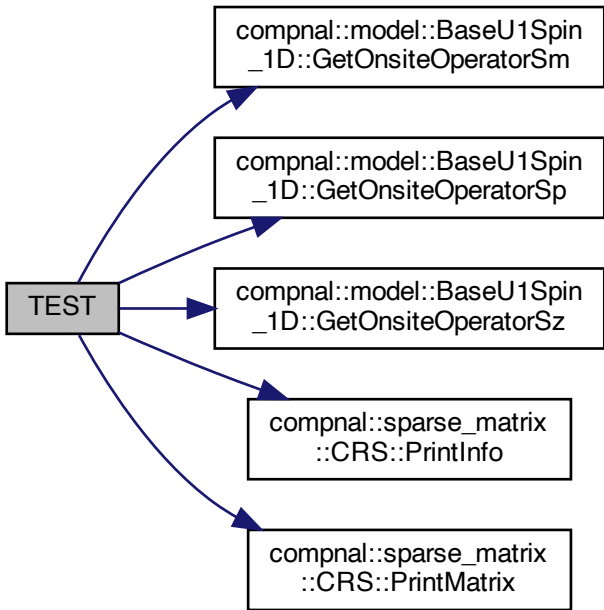 compnal::model::BaseU1Spin
_1D::GetOnsiteOperatorSm
compnal::model::BaseU1Spin
_1D::GetOnsiteOperatorSp
TEST
compnal::model::BaseU1Spin
_1D::GetOnsiteOperatorSz
compnal::sparse_matrix
::CRS::PrintInfo
compnal::sparse_matrix
::CRS::PrintMatrix